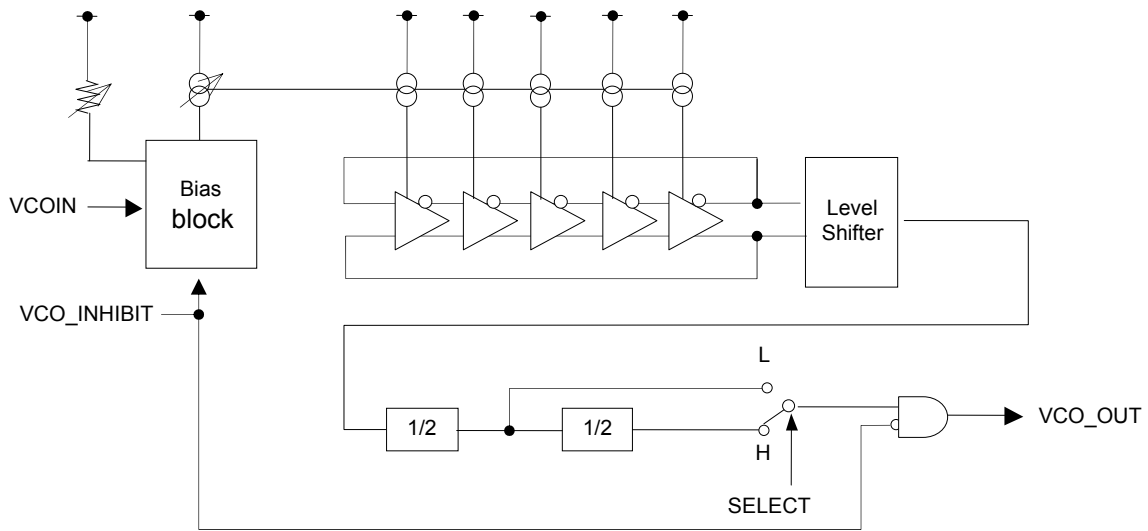 Bias
block
VCOIN
Level
Shifter
VCO_INHIBIT
L
1/2
1/2
H
VCO_OUT
SELECT